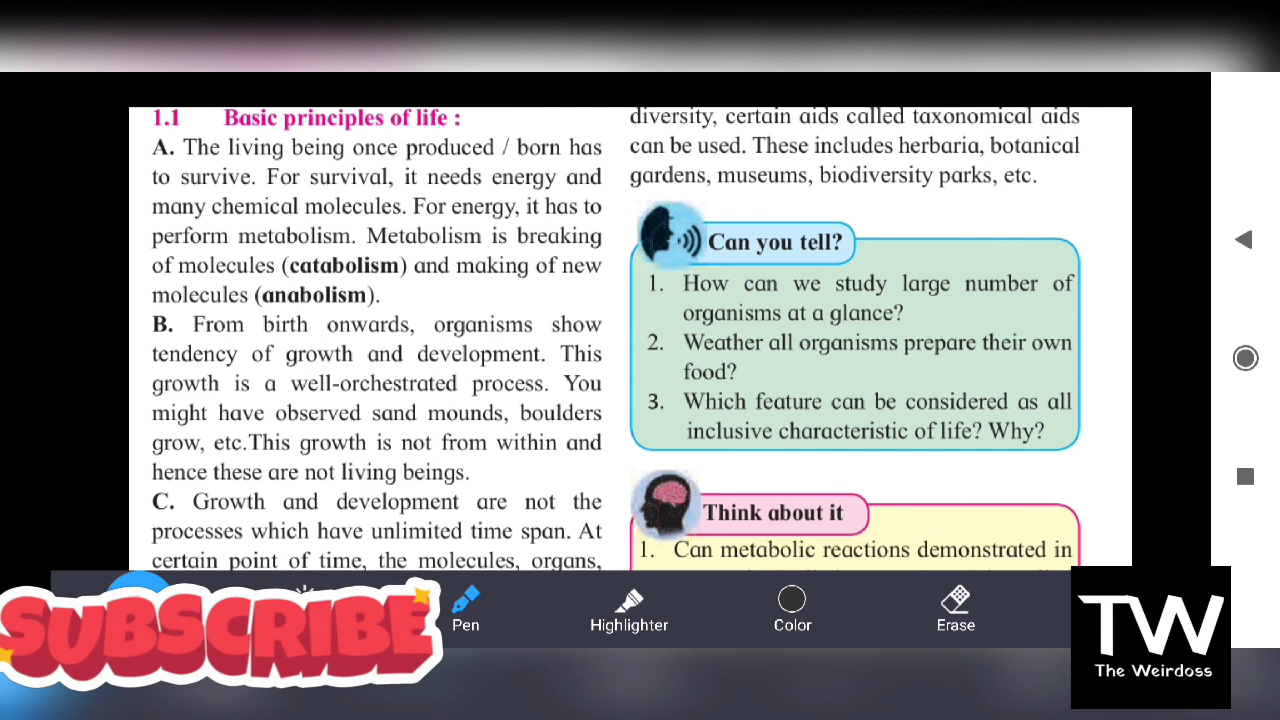 1.1 Basic principles of life :
A. The living being once produced / born has
to survive. For survival, it needs energy and
many chemical molecules. For energy, it has to
perform metabolism. Metabolism is breaking
of molecules (catabolism) and making of new
molecules (anabolism).
B. From birth onwards, organisms show
tendency of growth and development. This
growth is a well-orchestrated process. You
might have observed sand mounds, boulders
grow, etc.This growth is not from within and
hence these are not living beings.
C. Growth and development are not the
processes which have unlimited time span. At
certain point of time, the molecules, organs,
diversity, certain aids called taxonomical aids
can be used. These includes herbaria, botanical
gardens, museums, biodiversity parks, etc.
Can you tell?
1. How can we study large number of
organisms at a glance?
2. Weather all organisms prepare their own
food?
3. Which feature can be considered as all
inclusive characteristic of life? Why?
Think about it
1. Can metabolic reactions demonstrated in
SUBSCRIBE
Pen
Highlighter
Color
Erase
TW
The Weirdoss